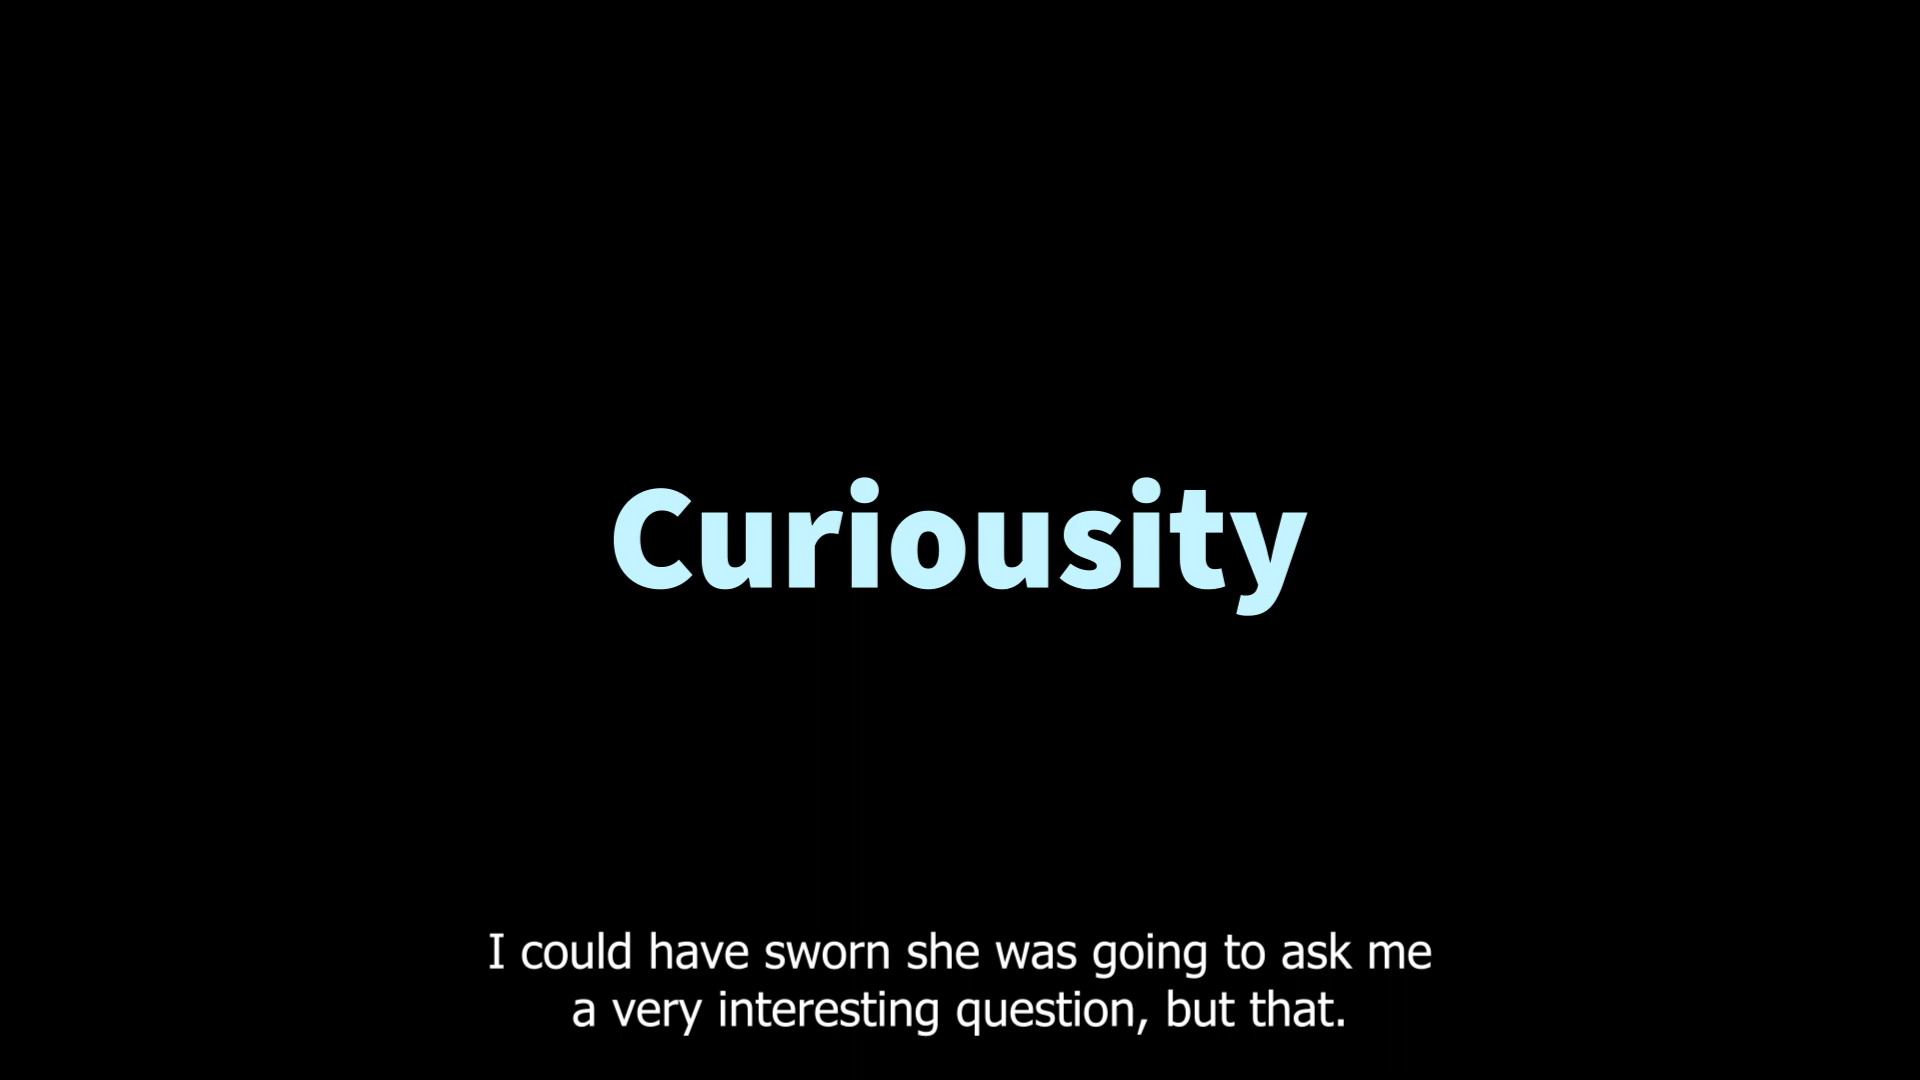 Curiousity
I could have sworn she was going to ask me
a very interesting question, but that.